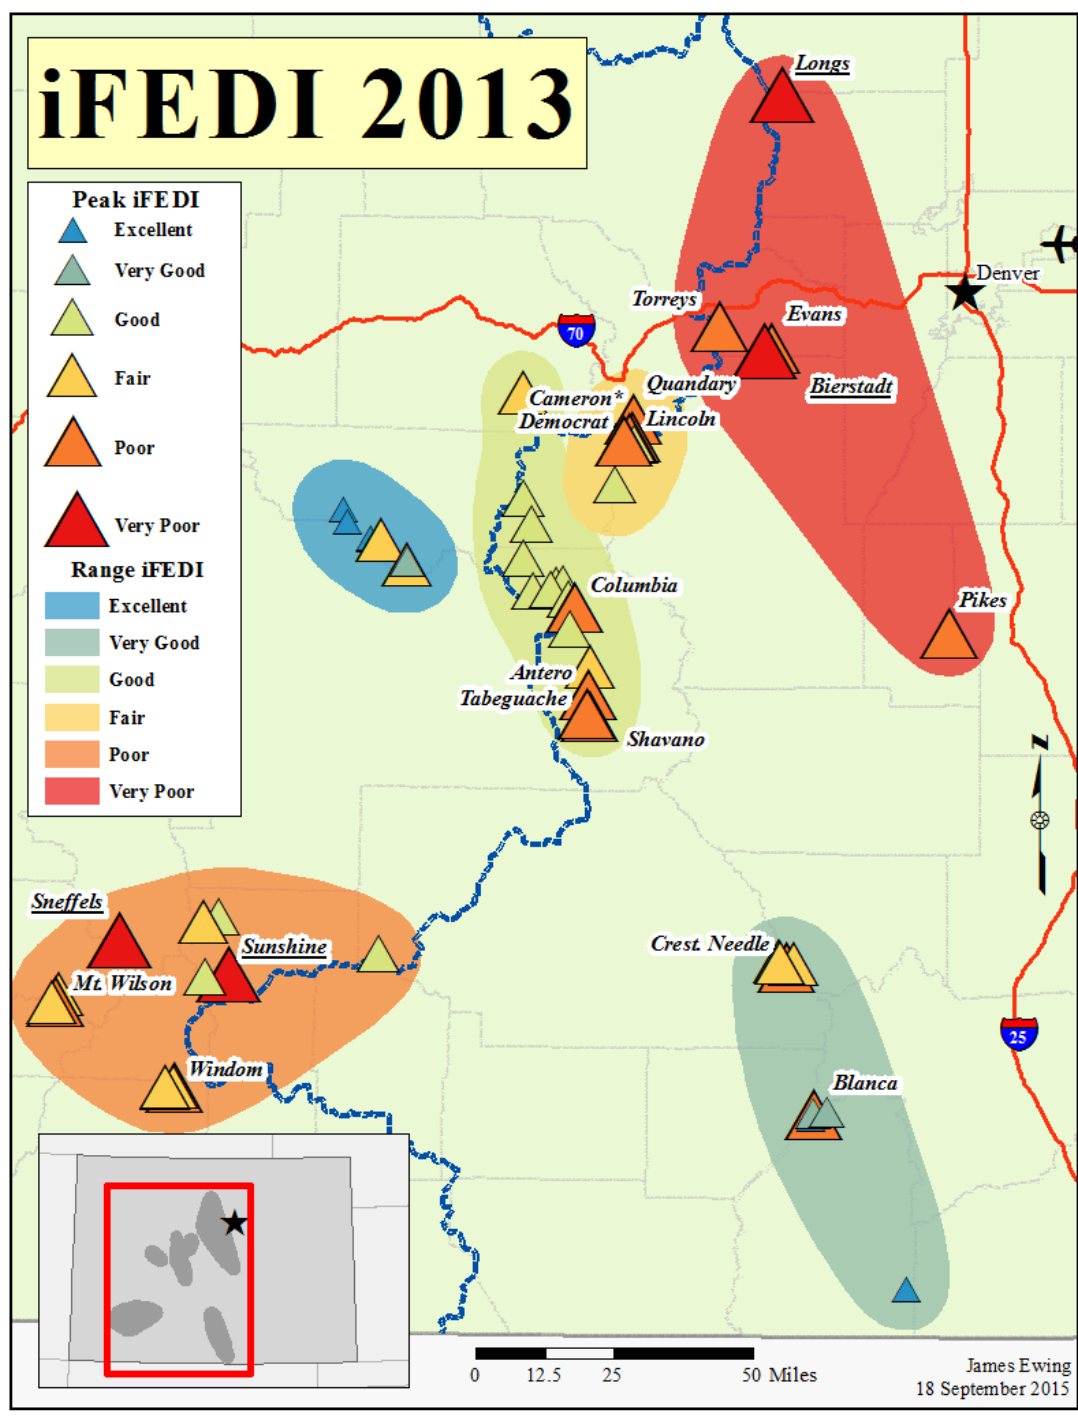 iFEDI 2013
Peak iFEDI
Excellent
Very Good
Good
Fair
Poor
Very Poor
Range iFEDI
Excellent
Very Good
Good
Fair
Poor
Very Poor
Longs
Denver
Torreys
Evans
70
Bierstadt
Quandary
Cameron*
Lincoln
Democrat
Columbia
Pikes
Antero
Tabeguache
Shavano
N
Sneffels
Sunshine
Crest. Needle
Mt. Wilson
25
Windom
Blanca
0 12.5 25 50 Miles
James Ewing
18 September 2015